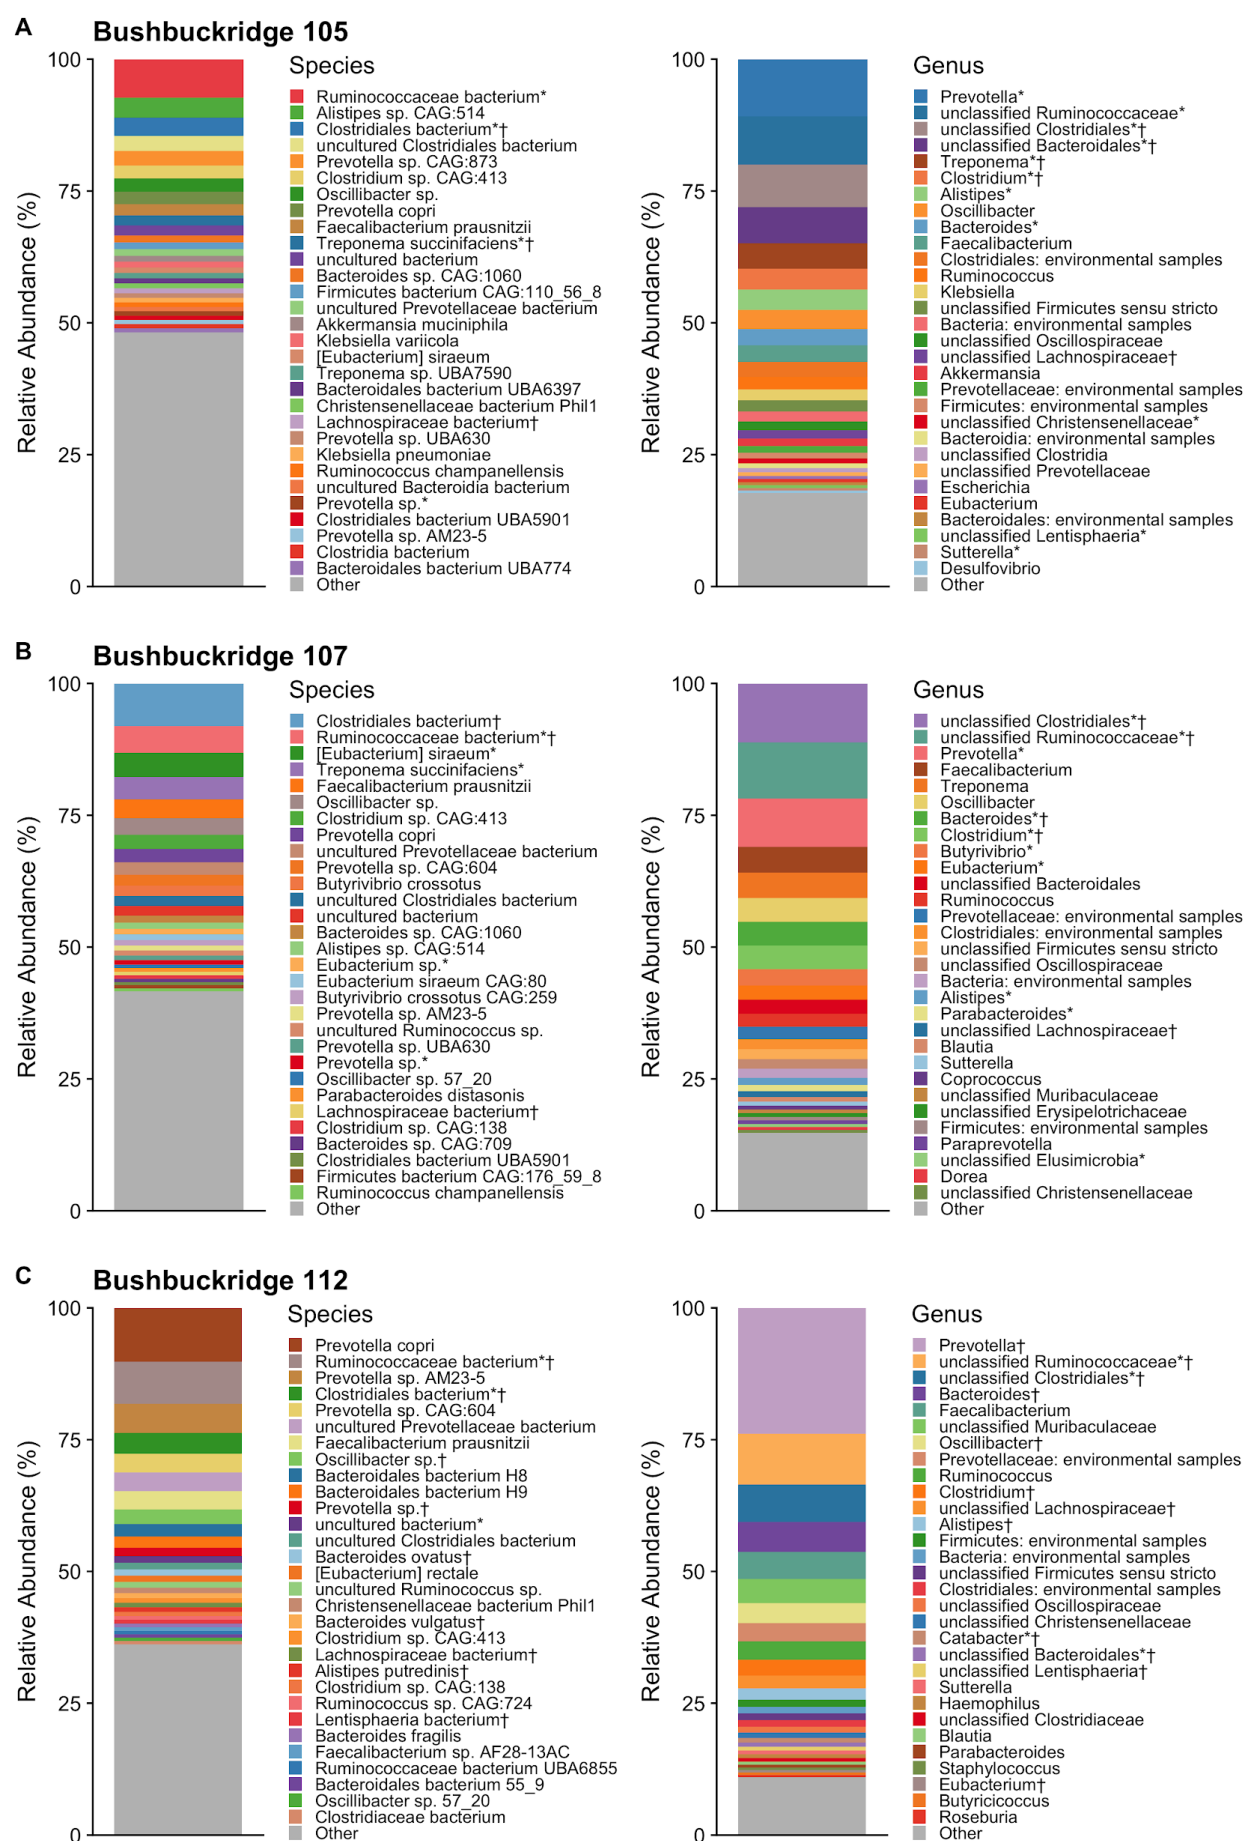 A
Bushbuckridge 105
Relative Abundance (%)
100
75
50
25
0
Species
Ruminococcaceae bacterium*
Alistipes sp. CAG:514
Clostridiales bacterium*†
uncultured Clostridiales bacterium
Prevotella sp. CAG:873
Clostridium sp. CAG:413
Oscillibacter sp.
Prevotella copri
Faecalibacterium prausnitzii
Treponema succinifaciens*†
uncultured bacterium
Bacteroides sp. CAG:1060
Firmicutes bacterium CAG:110_56_8
uncultured Prevotellaceae bacterium
Akkermansia muciniphila
Klebsiella variicola
[Eubacterium] siraeum
Treponema sp. UBA7590
Bacteroidales bacterium UBA6397
Christensenellaceae bacterium Phil1
Lachnospiraceae bacterium†
Prevotella sp. UBA630
Klebsiella pneumoniae
Ruminococcus champanellensis
uncultured Bacteroidia bacterium
Prevotella sp.*
Clostridiales bacterium UBA5901
Prevotella sp. AM23-5
Clostridia bacterium
Bacteroidales bacterium UBA774
Other
Relative Abundance (%)
100
75
50
25
0
Genus
Prevotella*
unclassified Ruminococcaceae*
unclassified Clostridiales*†
unclassified Bacteroidales*†
Treponema*†
Clostridium*†
Alistipes*
Oscillibacter
Bacteroides*
Faecalibacterium
Clostridiales: environmental samples
Ruminococcus
Klebsiella
unclassified Firmicutes sensu stricto
Bacteria: environmental samples
unclassified Oscillospiraceae
unclassified Lachnospiraceae†
Akkermansia
Prevotellaceae: environmental samples
Firmicutes: environmental samples
unclassified Christensenellaceae*
Bacteroidia: environmental samples
unclassified Clostridia
unclassified Prevotellaceae
Escherichia
Eubacterium
Bacteroidales: environmental samples
unclassified Lentisphaeria*
Sutterella*
Desulfovibrio
Other
B
Bushbuckridge 107
Relative Abundance (%)
100
75
50
25
0
Species
Clostridiales bacterium†
Ruminococcaceae bacterium*†
[Eubacterium] siraeum*
Treponema succinifaciens*
Faecalibacterium prausnitzii
Oscillibacter sp.
Clostridium sp. CAG:413
Prevotella copri
uncultured Prevotellaceae bacterium
Prevotella sp. CAG:604
Butyrivibrio crossotus
uncultured Clostridiales bacterium
uncultured bacterium
Bacteroides sp. CAG:1060
Alistipes sp. CAG:514
Eubacterium sp.*
Eubacterium siraeum CAG:80
Butyrivibrio crossotus CAG:259
Prevotella sp. AM23-5
uncultured Ruminococcus sp.
Prevotella sp. UBA630
Prevotella sp.*
Oscillibacter sp. 57_20
Parabacteroides distasonis
Lachnospiraceae bacterium†
Clostridium sp. CAG:138
Bacteroides sp. CAG:709
Clostridiales bacterium UBA5901
Firmicutes bacterium CAG:176_59_8
Ruminococcus champanellensis
Other
Relative Abundance (%)
100
75
50
25
0
Genus
unclassified Clostridiales*†
unclassified Ruminococcaceae*†
Prevotella*
Faecalibacterium
Treponema
Oscillibacter
Bacteroides*†
Clostridium*†
Butyrivibrio*
Eubacterium*
unclassified Bacteroidales
Ruminococcus
Prevotellaceae: environmental samples
Clostridiales: environmental samples
unclassified Firmicutes sensu stricto
unclassified Oscillospiraceae
Bacteria: environmental samples
Alistipes*
Parabacteroides*
unclassified Lachnospiraceae†
Blautia
Sutterella
Coprococcus
unclassified Muribaculaceae
unclassified Erysipelotrichaceae
Firmicutes: environmental samples
Paraprevotella
unclassified Elusimicrobia*
Dorea
unclassified Christensenellaceae
Other
C
Bushbuckridge 112
Relative Abundance (%)
100
75
50
25
0
Species
Prevotella copri
Ruminococcaceae bacterium*†
Prevotella sp. AM23-5
Clostridiales bacterium*†
Prevotella sp. CAG:604
uncultured Prevotellaceae bacterium
Faecalibacterium prausnitzii
Oscillibacter sp.†
Bacteroidales bacterium H8
Bacteroidales bacterium H9
Prevotella sp.†
uncultured bacterium*
uncultured Clostridiales bacterium
Bacteroides ovatus†
[Eubacterium] rectale
uncultured Ruminococcus sp.
Christensenellaceae bacterium Phil1
Bacteroides vulgatus†
Clostridium sp. CAG:413
Lachnospiraceae bacterium†
Alistipes putredinis†
Clostridium sp. CAG:138
Ruminococcus sp. CAG:724
Lentisphaeria bacterium†
Bacteroides fragilis
Faecalibacterium sp. AF28-13AC
Ruminococcaceae bacterium UBA6855
Bacteroidales bacterium 55_9
Oscillibacter sp. 57_20
Clostridiaceae bacterium
Other
Relative Abundance (%)
100
75
50
25
0
Genus
Prevotella†
unclassified Ruminococcaceae*†
unclassified Clostridiales*†
Bacteroides†
Faecalibacterium
unclassified Muribaculaceae
Oscillibacter†
Prevotellaceae: environmental samples
Ruminococcus
Clostridium†
unclassified Lachnospiraceae†
Alistipes†
Firmicutes: environmental samples
Bacteria: environmental samples
unclassified Firmicutes sensu stricto
Clostridiales: environmental samples
unclassified Oscillospiraceae
unclassified Christensenellaceae
Catabacter*†
unclassified Bacteroidales*†
unclassified Lentisphaeria†
Sutterella
Haemophilus
unclassified Clostridiaceae
Blautia
Parabacteroides
Staphylococcus
Eubacterium†
Butyricicoccus
Roseburia
Other